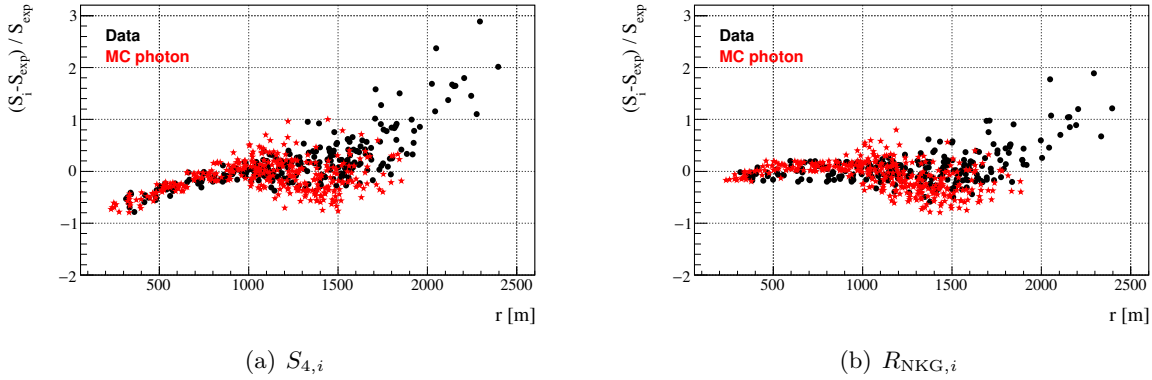 (S_i-S_exp) / S_exp
3
2
1
0
−1
−2
Data
MC photon
500
1000
1500
2000
2500
r [m]
(a) S_{4,i}
(S_i-S_exp) / S_exp
3
2
1
0
−1
−2
Data
MC photon
500
1000
1500
2000
2500
r [m]
(b) R_{NKG,i}